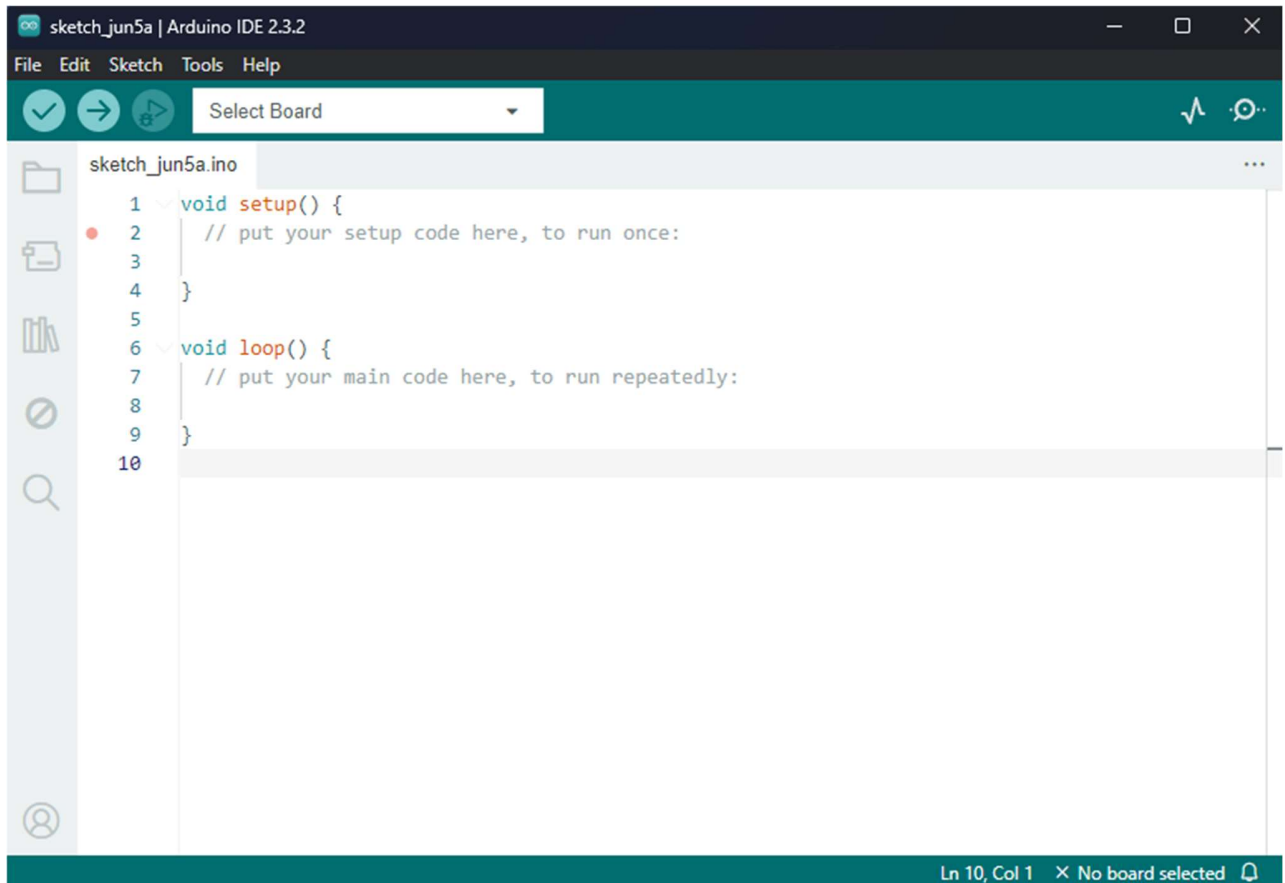 sketch_jun5a | Arduino IDE 2.3.2
File Edit Sketch Tools Help
Select Board
sketch_jun5a.ino
1 void setup() {
2 // put your setup code here, to run once:
3
4 }
5
6 void loop() {
7 // put your main code here, to run repeatedly:
8
9 }
10
Ln 10, Col 1 × No board selected